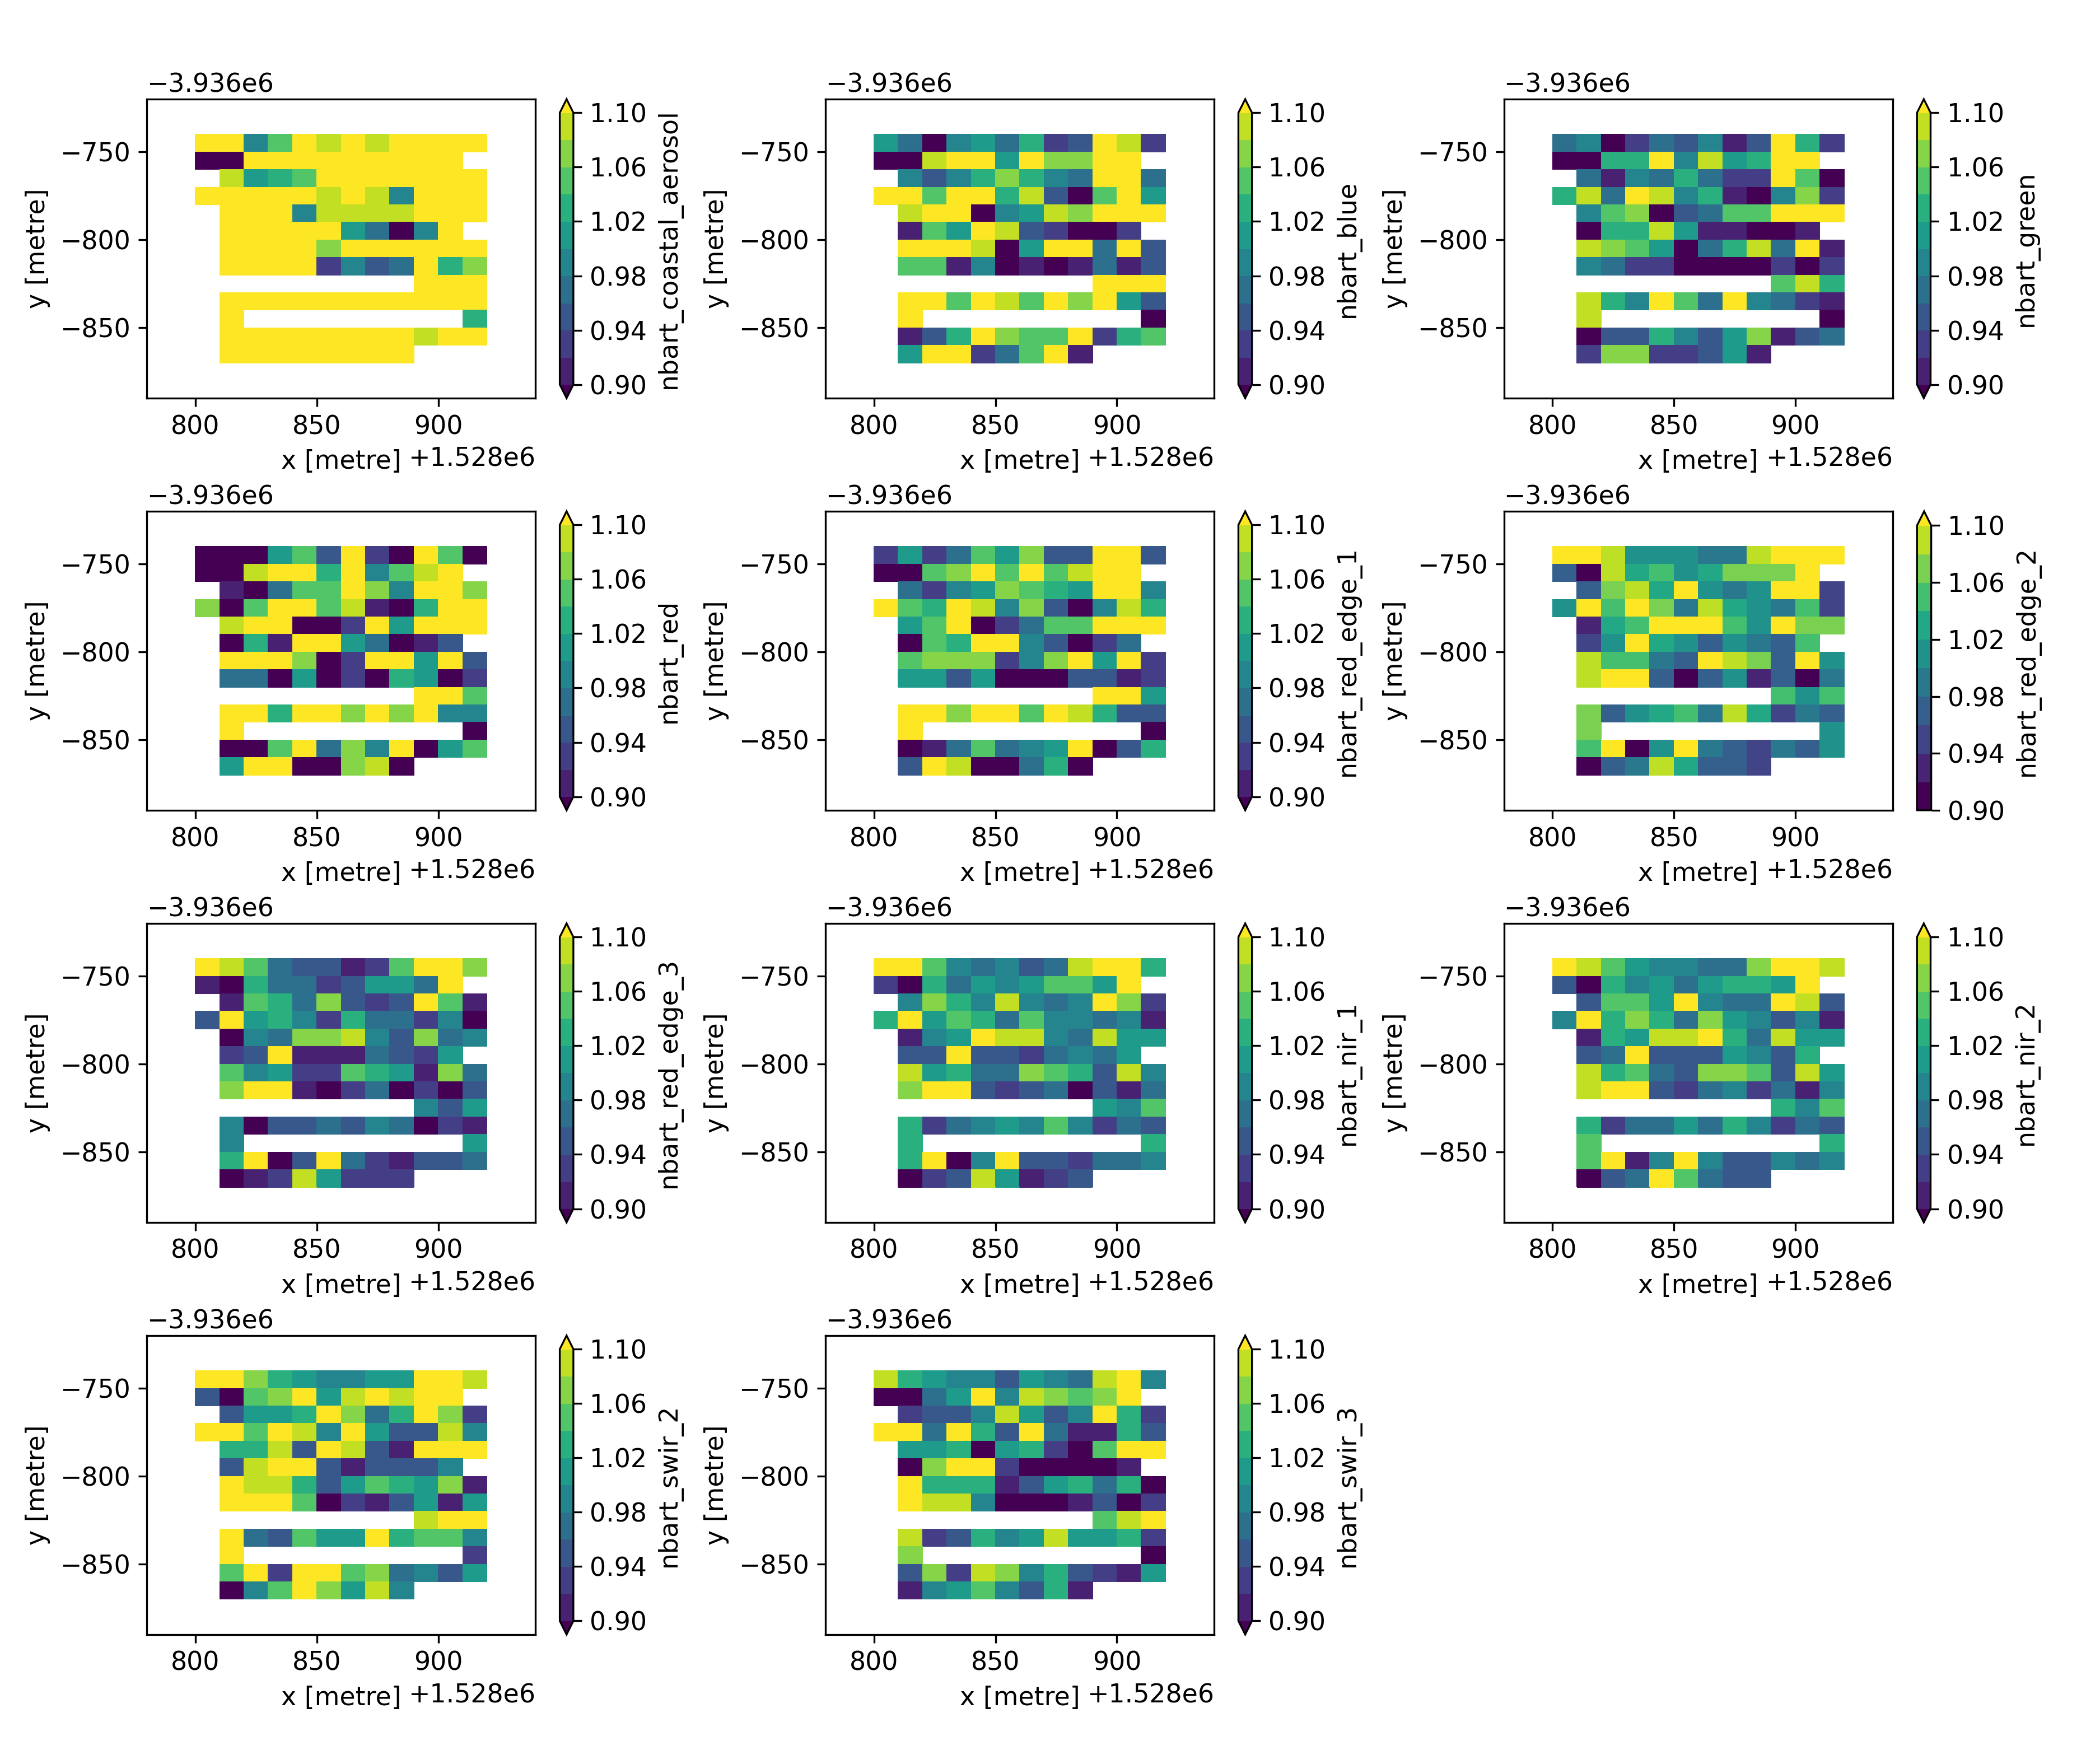 −3.936e6
−750
−800
−850
y [metre]
800 850 900
x [metre] +1.528e6
1.10
1.06
1.02
0.98
0.94
0.90
nbart_coastal_aerosol
−3.936e6
−750
−800
−850
y [metre]
800 850 900
x [metre] +1.528e6
1.10
1.06
1.02
0.98
0.94
0.90
nbart_blue
−3.936e6
−750
−800
−850
y [metre]
800 850 900
x [metre] +1.528e6
1.10
1.06
1.02
0.98
0.94
0.90
nbart_green
−3.936e6
−750
−800
−850
y [metre]
800 850 900
x [metre] +1.528e6
1.10
1.06
1.02
0.98
0.94
0.90
nbart_red
−3.936e6
−750
−800
−850
y [metre]
800 850 900
x [metre] +1.528e6
1.10
1.06
1.02
0.98
0.94
0.90
nbart_red_edge_1
−3.936e6
−750
−800
−850
y [metre]
800 850 900
x [metre] +1.528e6
1.10
1.06
1.02
0.98
0.94
0.90
nbart_red_edge_2
−3.936e6
−750
−800
−850
y [metre]
800 850 900
x [metre] +1.528e6
1.10
1.06
1.02
0.98
0.94
0.90
nbart_red_edge_3
−3.936e6
−750
−800
−850
y [metre]
800 850 900
x [metre] +1.528e6
1.10
1.06
1.02
0.98
0.94
0.90
nbart_nir_1
−3.936e6
−750
−800
−850
y [metre]
800 850 900
x [metre] +1.528e6
1.10
1.06
1.02
0.98
0.94
0.90
nbart_nir_2
−3.936e6
−750
−800
−850
y [metre]
800 850 900
x [metre] +1.528e6
1.10
1.06
1.02
0.98
0.94
0.90
nbart_swir_2
−3.936e6
−750
−800
−850
y [metre]
800 850 900
x [metre] +1.528e6
1.10
1.06
1.02
0.98
0.94
0.90
nbart_swir_3